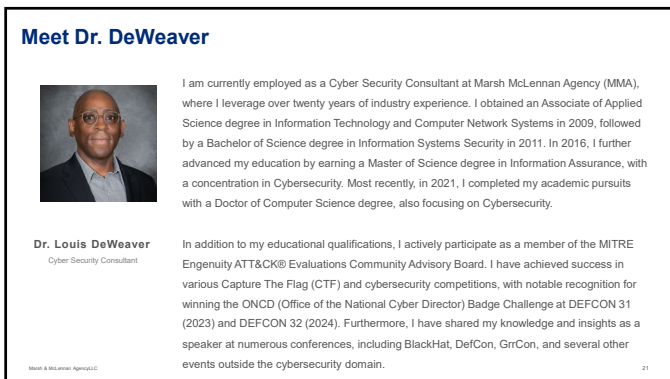 Meet Dr. DeWeaver
I am currently employed as a Cyber Security Consultant at Marsh McLennan Agency (MMA),
where I leverage over twenty years of industry experience. I obtained an Associate of Applied
Science degree in Information Technology and Computer Network Systems in 2009, followed
by a Bachelor of Science degree in Information Systems Security in 2011. In 2016, I further
advanced my education by earning a Master of Science degree in Information Assurance, with
a concentration in Cybersecurity. Most recently, in 2021, I completed my academic pursuits
with a Doctor of Computer Science degree, also focusing on Cybersecurity.
Dr. Louis DeWeaver
Cyber Security Consultant
In addition to my educational qualifications, I actively participate as a member of the MITRE
Engenuity ATT&CK® Evaluations Community Advisory Board. I have achieved success in
various Capture The Flag (CTF) and cybersecurity competitions, with notable recognition for
winning the ONCD (Office of the National Cyber Director) Badge Challenge at DEFCON 31
(2023) and DEFCON 32 (2024). Furthermore, I have shared my knowledge and insights as a
speaker at numerous conferences, including BlackHat, DefCon, GrrCon, and several other
events outside the cybersecurity domain.
Marsh & McLennan AgencyLLC
21